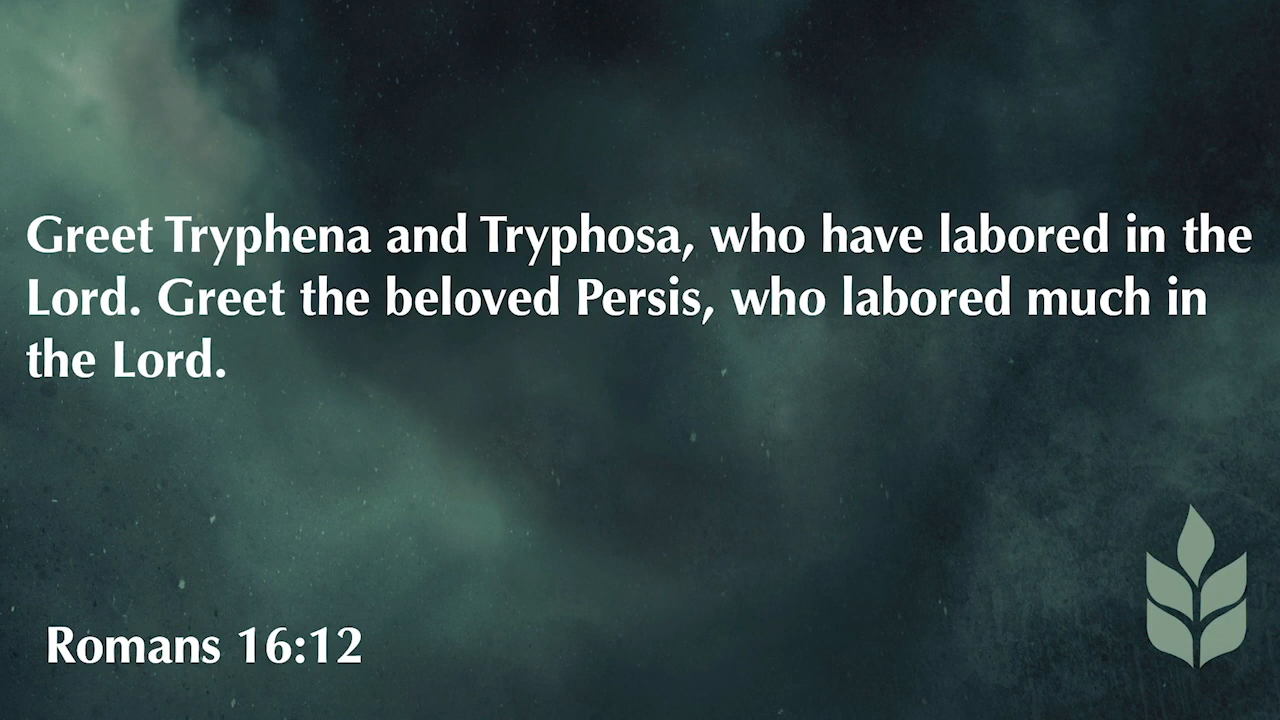 Greet Tryphena and Tryphosa, who have labored in the
Lord. Greet the beloved Persis, who labored much in
the Lord.
Romans 16:12